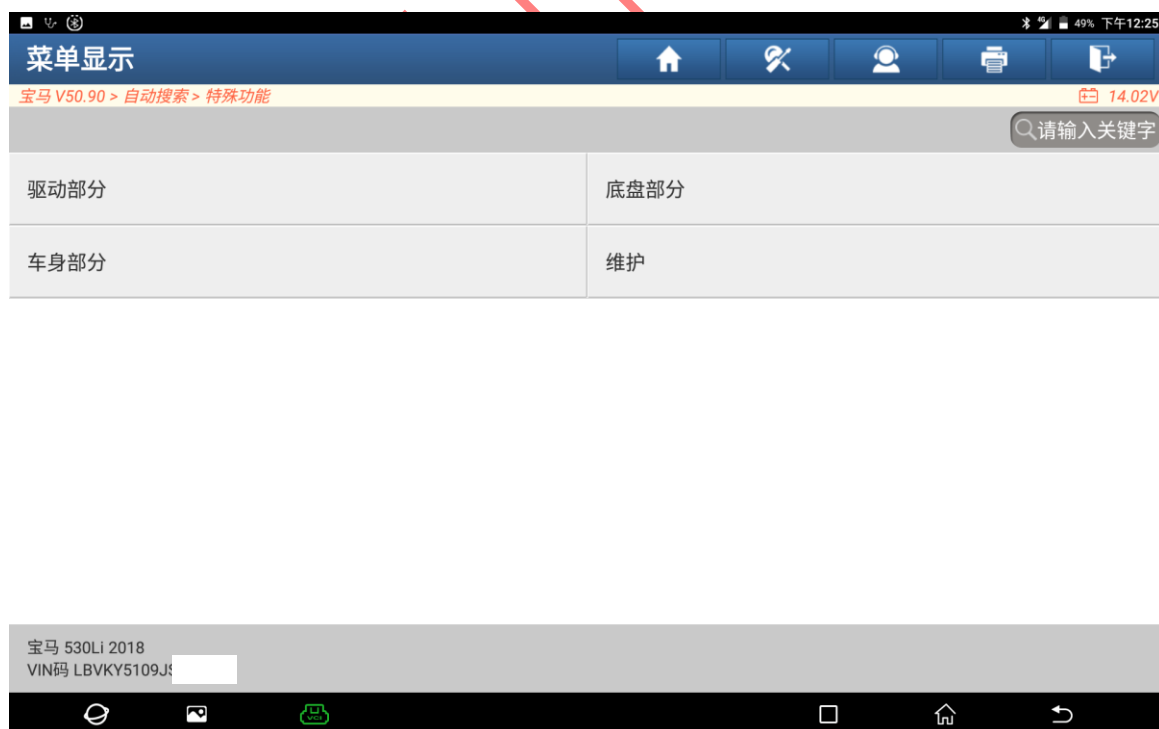 49% 下午12:25
菜单显示
宝马 V50.90 > 自动搜索 > 特殊功能
14.02V
请输入关键字
驱动部分
底盘部分
车身部分
维护
宝马 530Li 2018
VIN码 LBVKY5109J
VCI